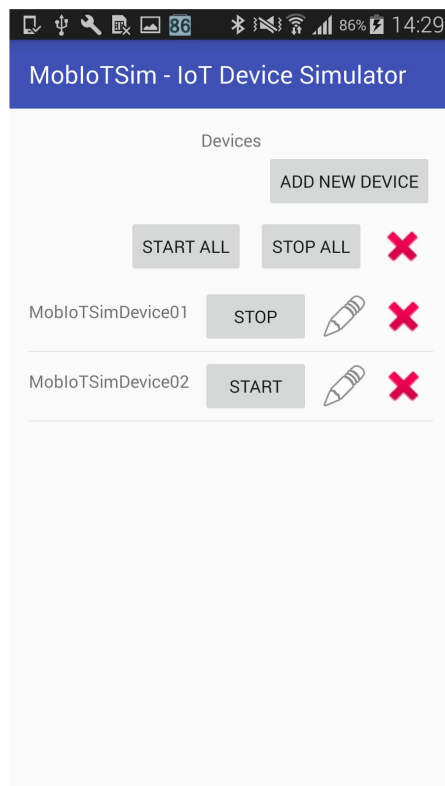 86 86% 14:29
MobIoTSim - IoT Device Simulator
Devices
ADD NEW DEVICE
START ALL STOP ALL
MobIoTSimDevice01 STOP
MobIoTSimDevice02 START